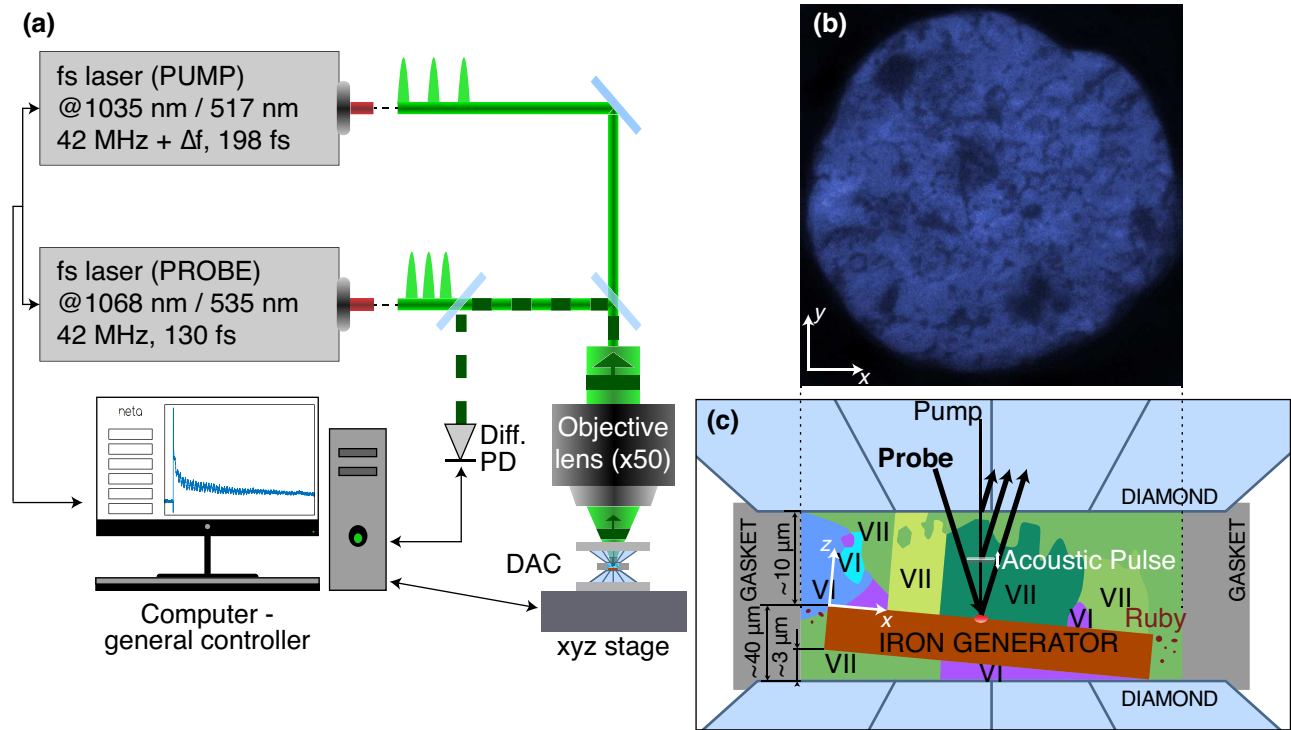 (a)
fs laser (PUMP)
@1035 nm / 517 nm
42 MHz + Δf, 198 fs
fs laser (PROBE)
@1068 nm / 535 nm
42 MHz, 130 fs
neta
Diff.
PD
Objective
lens (x50)
DAC
xyz stage
Computer -
general controller
(b)
y
x
(c)
Pump
Probe
DIAMOND
GASKET
GASKET
~10 µm
~40 µm
~3 µm
z
x
VII
VI
VI
VII
VII
VII
VI
Acoustic Pulse
Ruby
IRON GENERATOR
VII
VI
DIAMOND